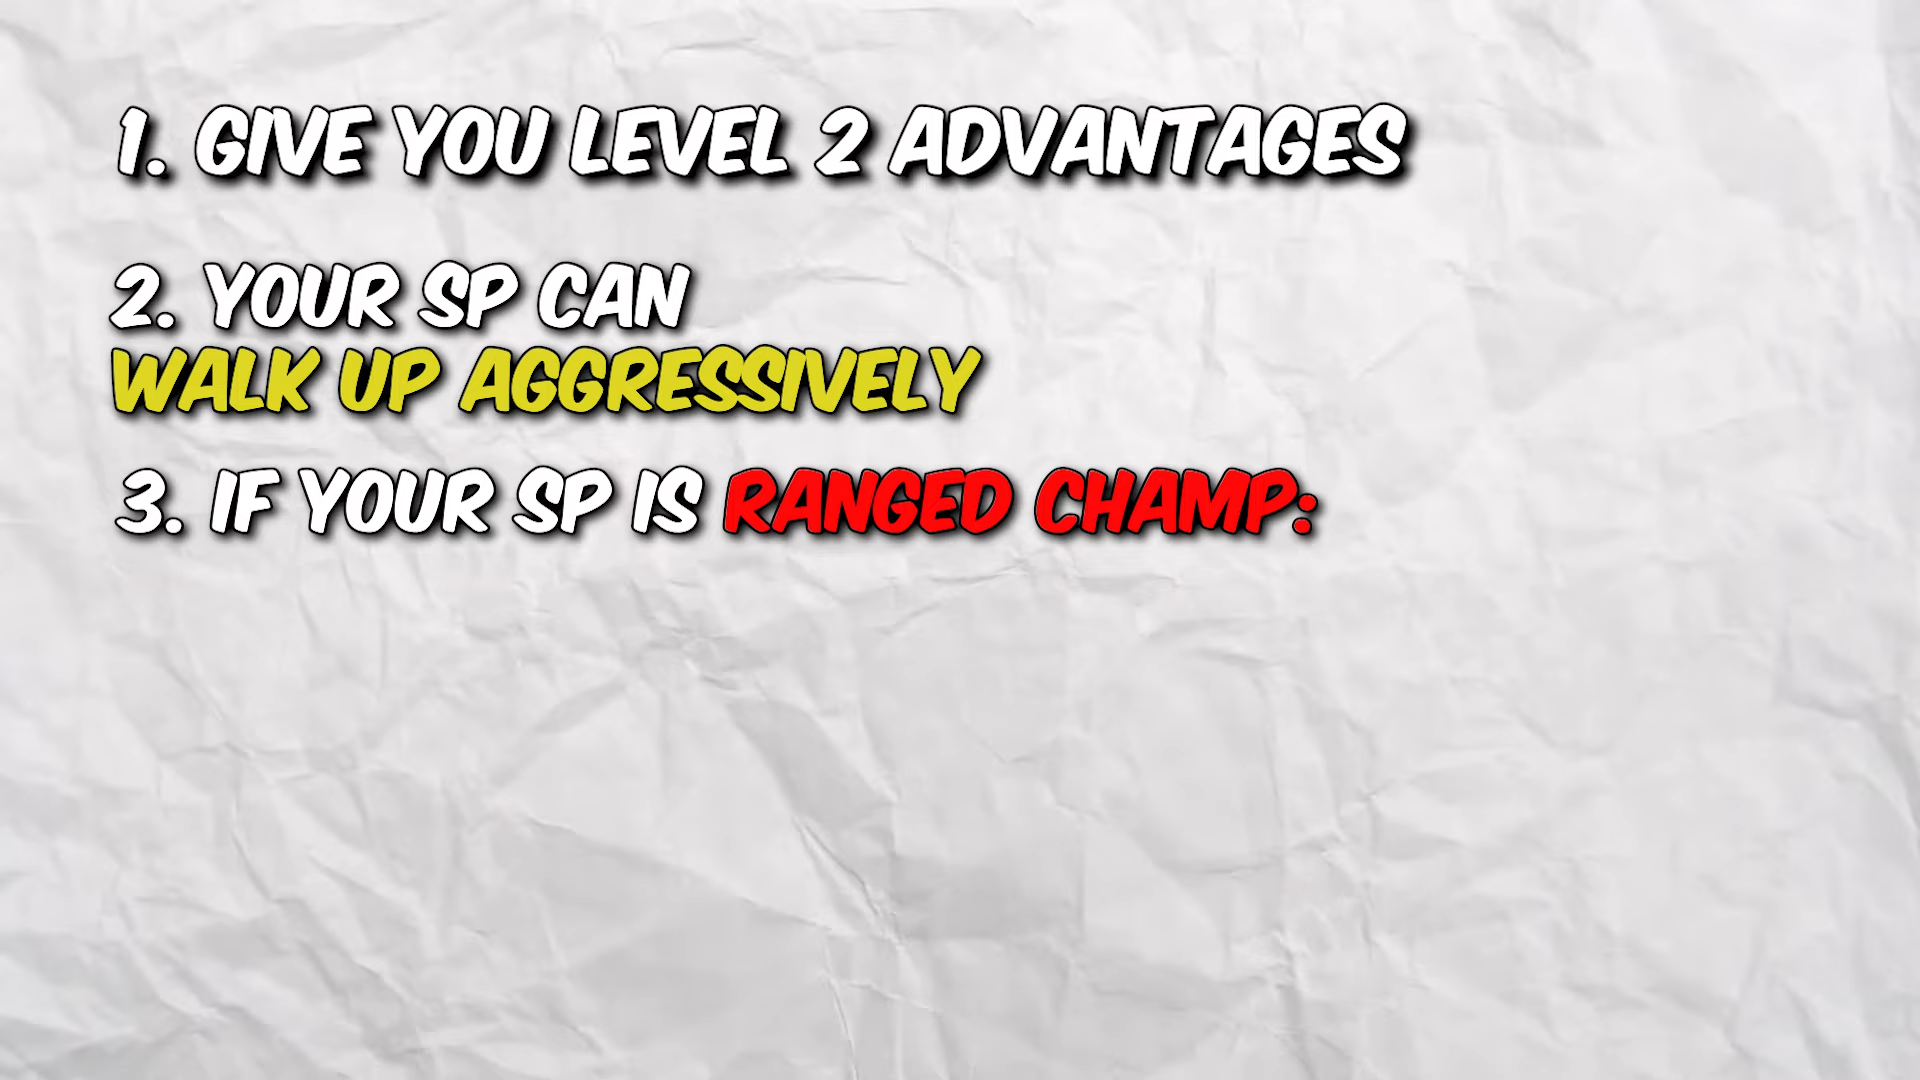 1. GIVE YOU LEVEL 2 ADVANTAGES
2. YOUR SP CAN
WALK UP AGGRESSIVELY
3. IF YOUR SP IS RANGED CHAMP: